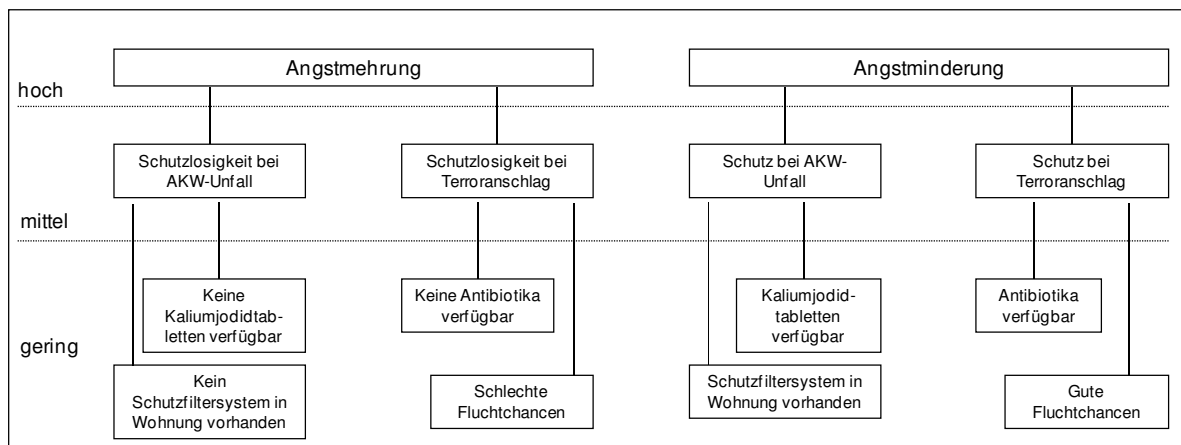 Angstmehrung
Angstminderung
hoch
Schutzlosigkeit bei
AKW-Unfall
Schutzlosigkeit bei
Terroranschlag
Schutz bei AKW-
Unfall
Schutz bei
Terroranschlag
mittel
Keine
Kaliumjodidtab-
letten verfügbar
Keine Antibiotika
verfügbar
Kaliumjodid-
tabletten
verfügbar
Antibiotika
verfügbar
gering
Kein
Schutzfiltersystem in
Wohnung vorhanden
Schlechte
Fluchtchancen
Schutzfiltersystem in
Wohnung vorhanden
Gute
Fluchtchancen